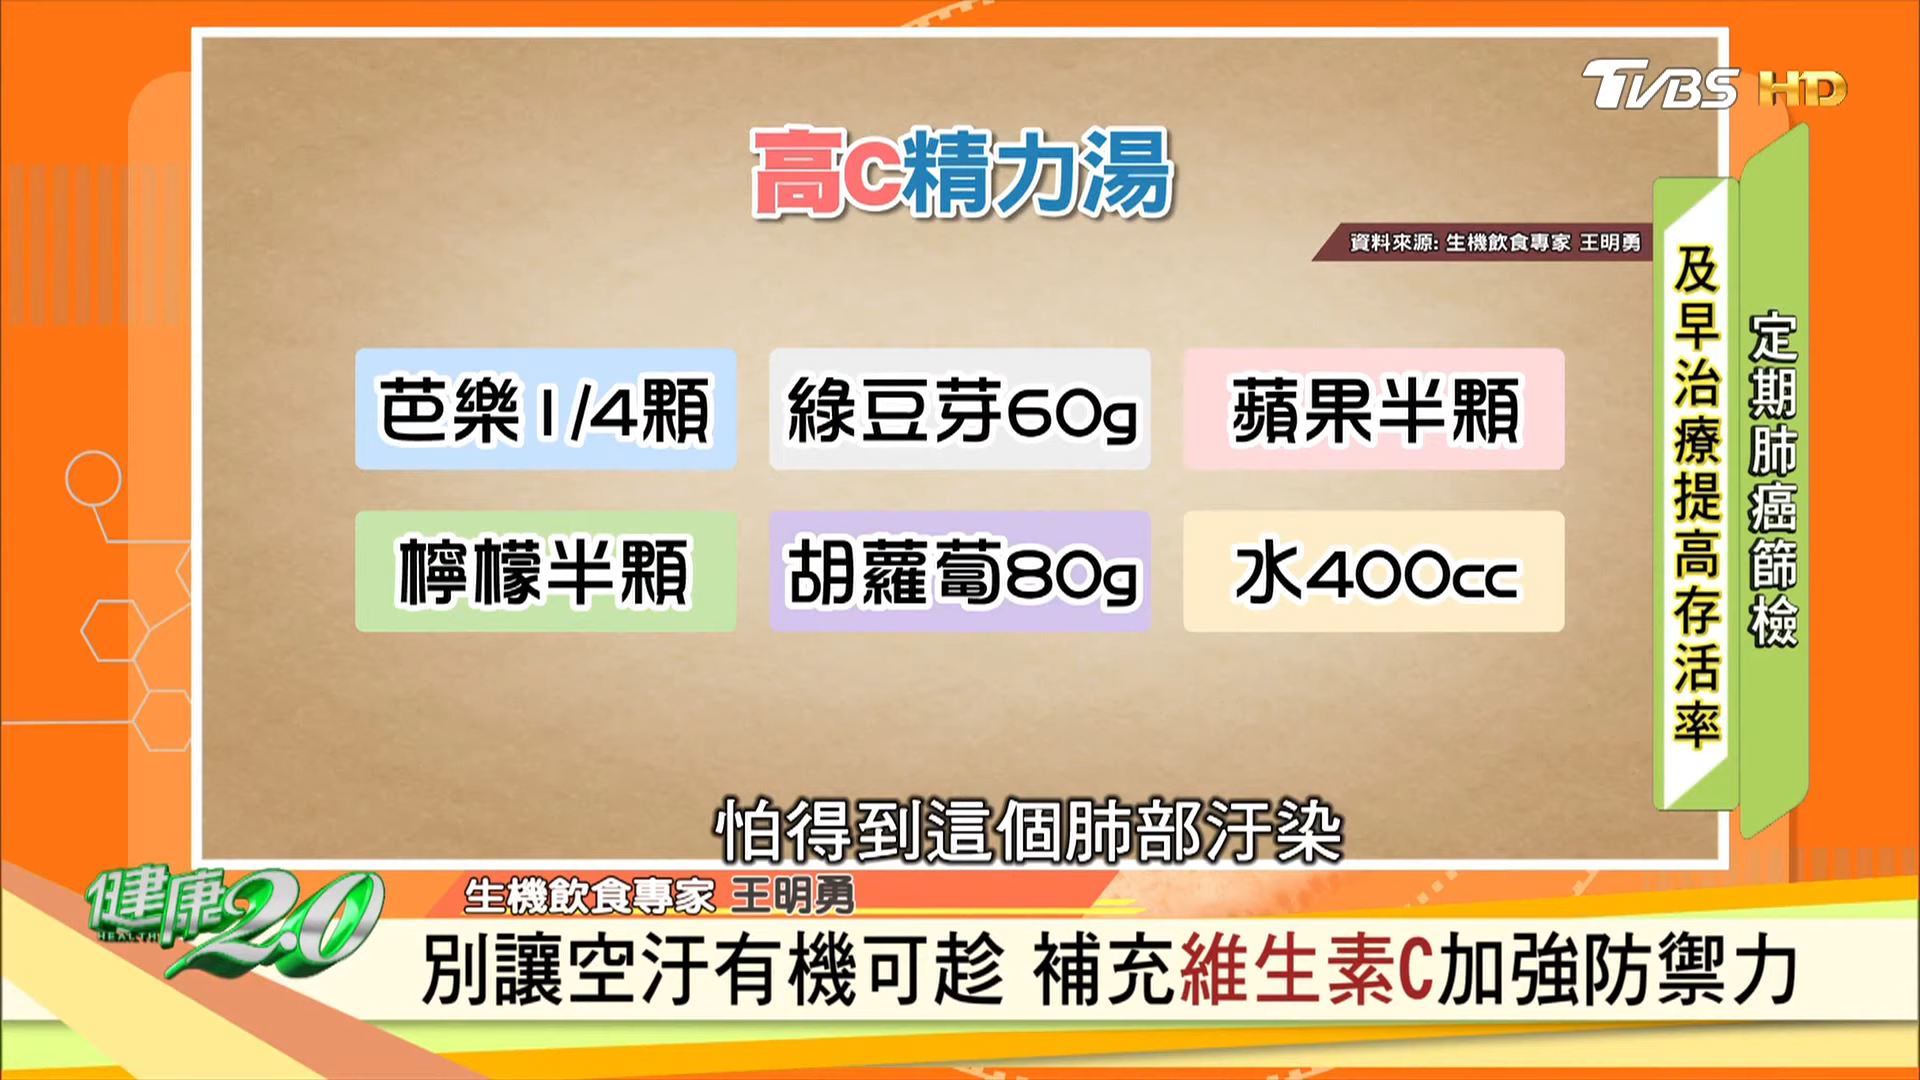 TVBS HD
高C精力湯
資料來源: 生機飲食專家 王明勇
芭樂1/4顆
綠豆芽60g
蘋果半顆
檸檬半顆
胡蘿蔔80g
水400cc
定期肺癌篩檢
及早治療提高存活率
怕得到這個肺部汙染
健康2.0
HEALTH
生機飲食專家 王明勇
別讓空汙有機可趁 補充維生素C加強防禦力